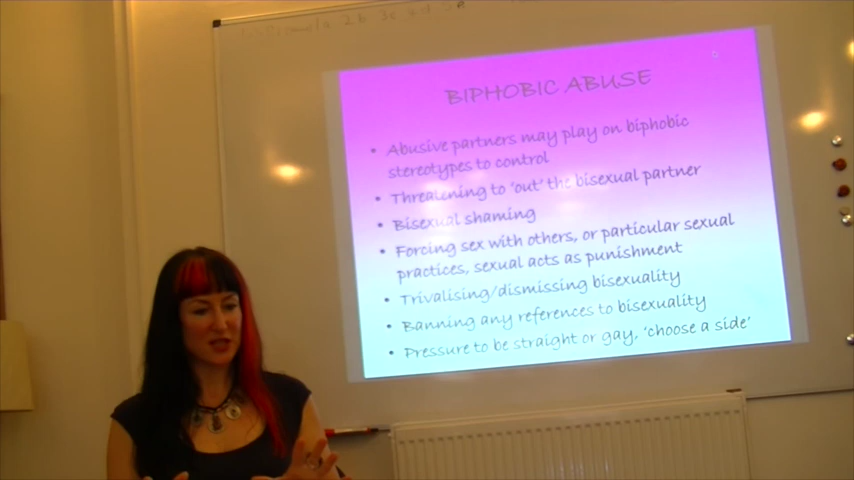 BIPHOBIC ABUSE
• Abusive partners may play on biphobic
stereotypes to control
• Threatening to 'out' the bisexual partner
• Bisexual shaming
• Forcing sex with others, or particular sexual
practices, sexual acts as punishment
• Trivalising/dismissing bisexuality
• Banning any references to bisexuality
• Pressure to be straight or gay, 'choose a side'